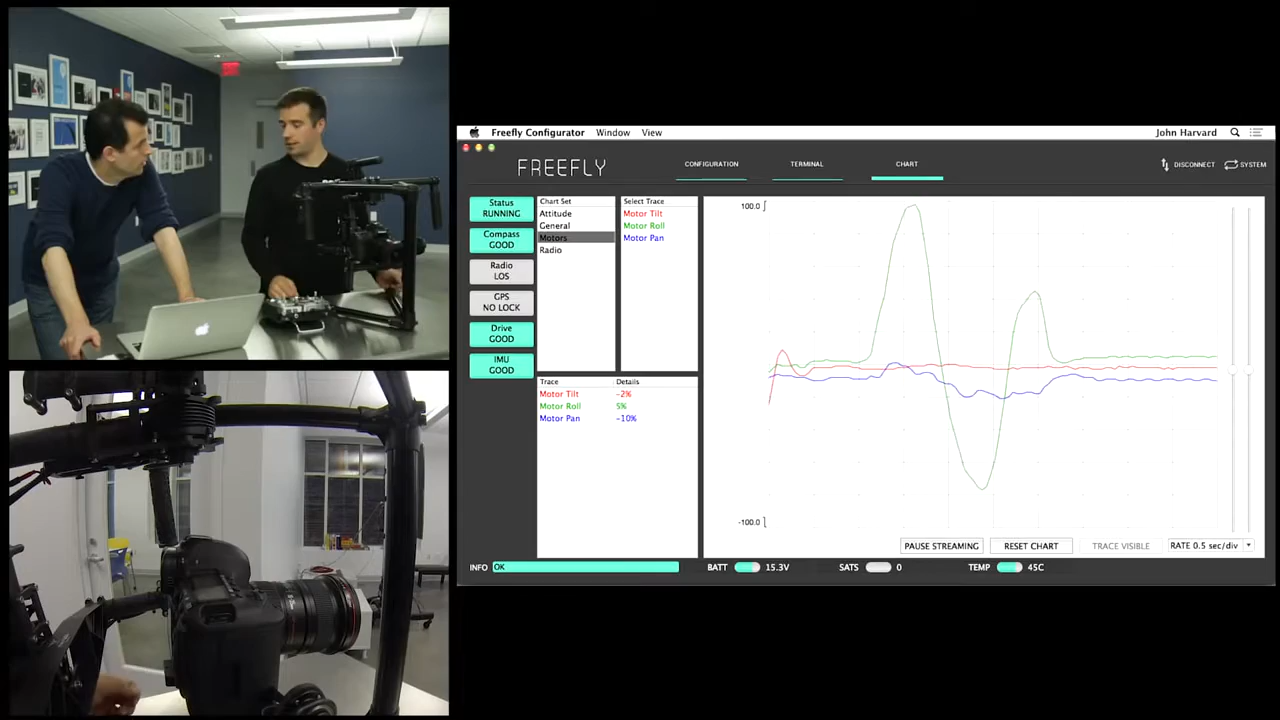 Freefly Configurator Window View John Harvard
FREEFLY
CONFIGURATION TERMINAL CHART DISCONNECT SYSTEM
Status
RUNNING
Compass
GOOD
Radio
LOS
GPS
NO LOCK
Drive
GOOD
IMU
GOOD
Chart Set
Attitude
General
Motors
Radio
Select Trace
Motor Tilt
Motor Roll
Motor Pan
Trace Details
Motor Tilt -2%
Motor Roll 5%
Motor Pan -10%
100.0
-100.0
PAUSE STREAMING RESET CHART TRACE VISIBLE RATE 0.5 sec/div
INFO OK BATT 15.3V SATS 0 TEMP 45C